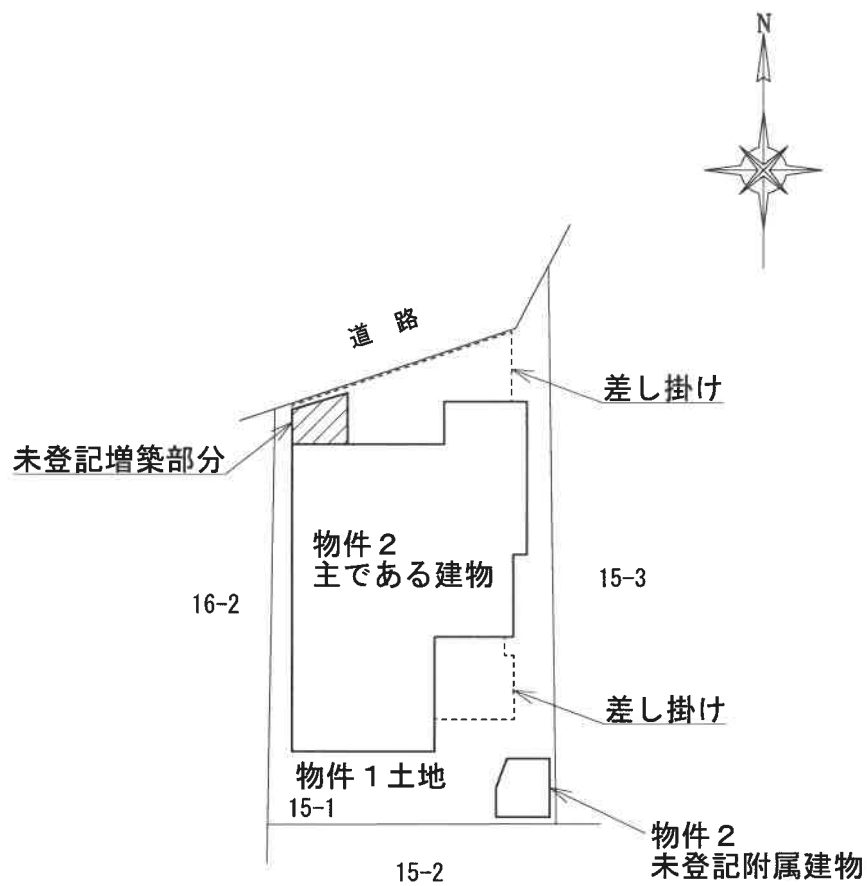 N
道路
差し掛け
未登記増築部分
物件2
主である建物
15-3
16-2
差し掛け
物件1土地
15-1
物件2
未登記附属建物
15-2